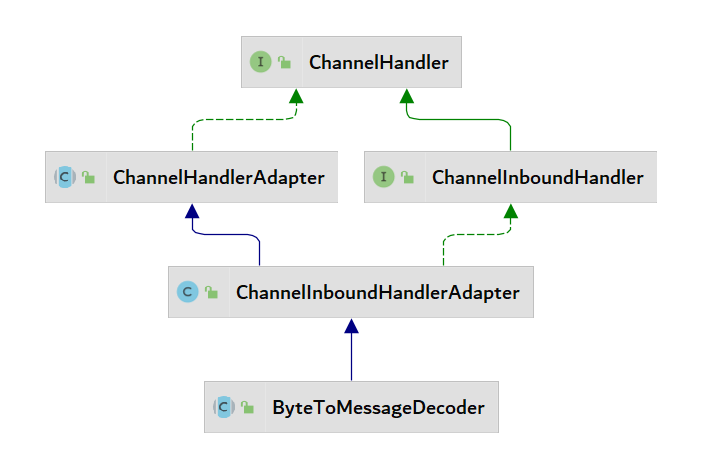 I ChannelHandler
C ChannelHandlerAdapter
I ChannelInboundHandler
C ChannelInboundHandlerAdapter
C ByteToMessageDecoder